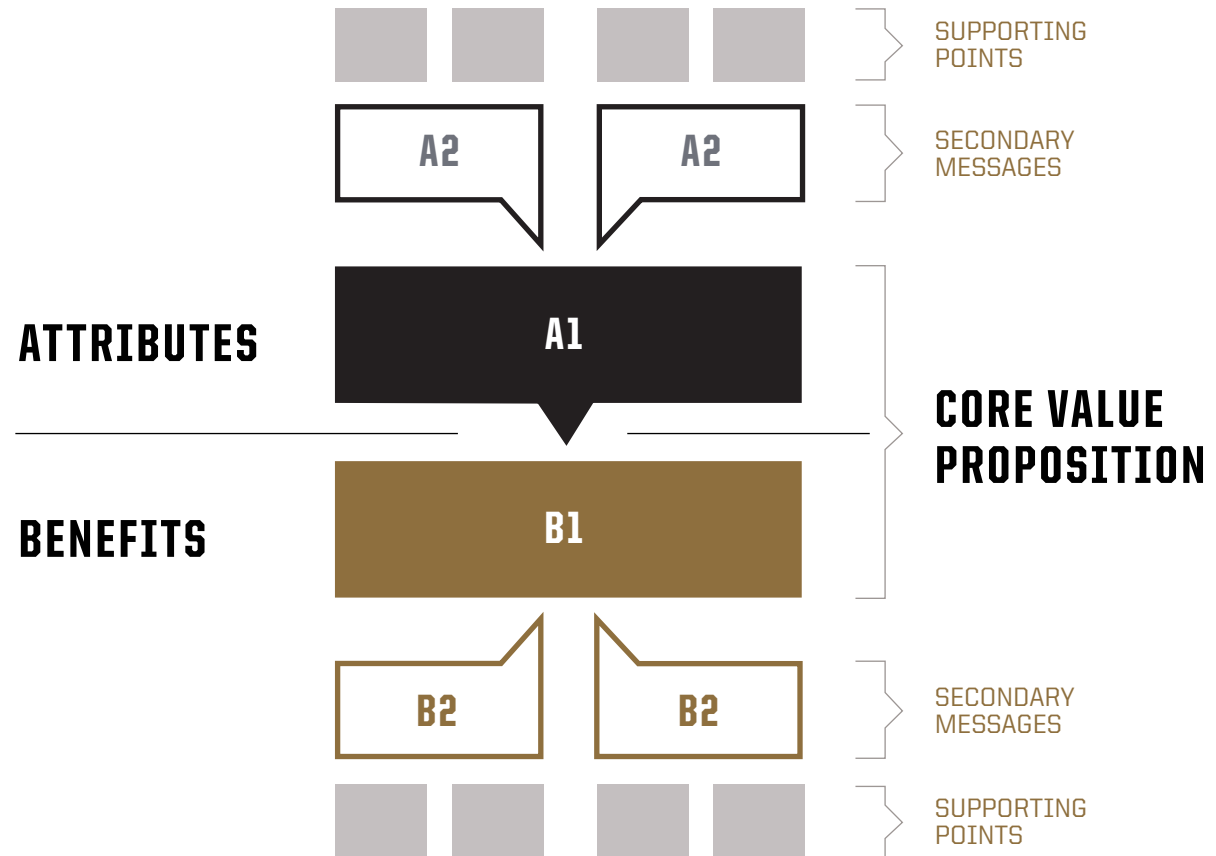 SUPPORTING
POINTS
A2
A2
SECONDARY
MESSAGES
ATTRIBUTES
A1
CORE VALUE
PROPOSITION
BENEFITS
B1
B2
B2
SECONDARY
MESSAGES
SUPPORTING
POINTS